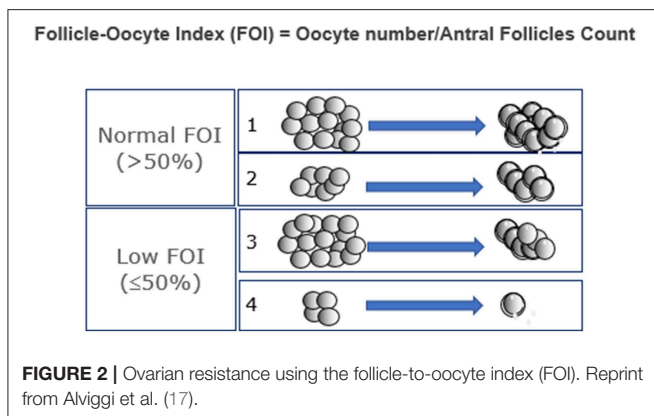 Follicle-Oocyte Index (FOI) = Oocyte number/Antral Follicles Count
Normal FOI
(>50%)
1
2
Low FOI
(≤50%)
3
4
FIGURE 2 | Ovarian resistance using the follicle-to-oocyte index (FOI). Reprint
from Alviggi et al. (17).